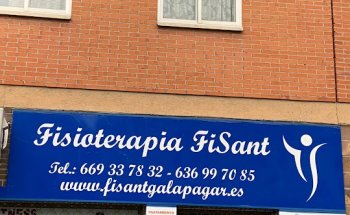 Fisioterapia FiSant
Tel.: 669 33 78 32 - 636 99 70 85
www.fisantgalapagar.es